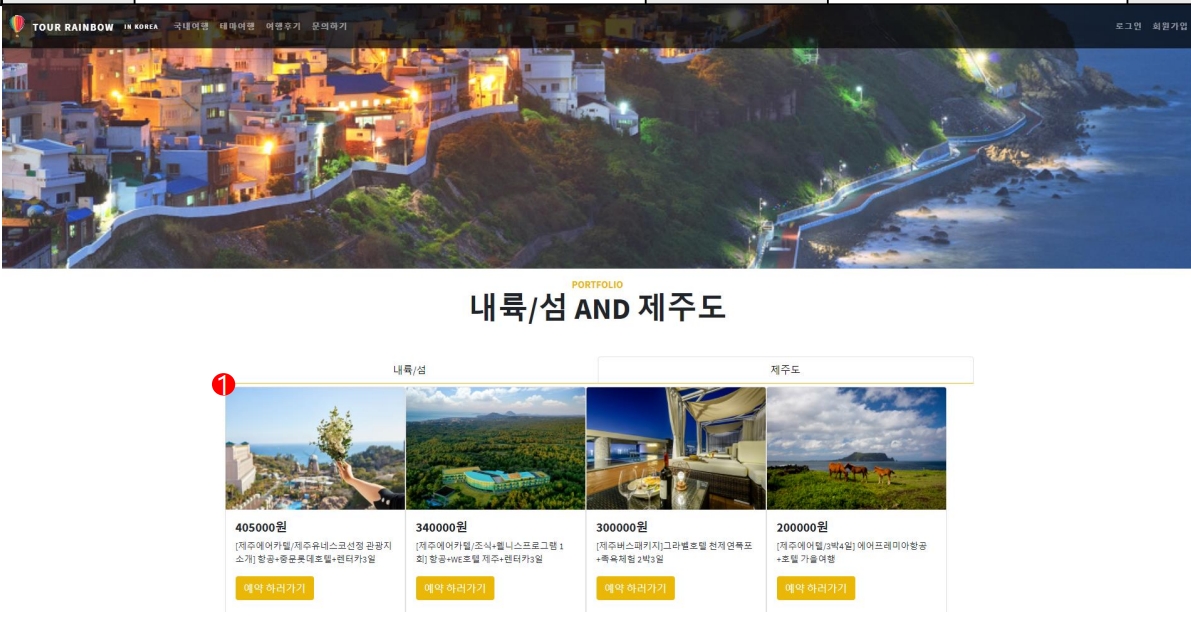 TOUR RAINBOW IN KOREA 국내여행 테마여행 여행후기 문의하기 로그인 회원가입
PORTFOLIO
내륙/섬 AND 제주도
내륙/섬 제주도
1
405000원
[제주에어카텔/제주유네스코선정 관광지
소개] 항공+중문롯데호텔+렌터카3일
예약 하러가기
340000원
[제주에어카텔/조식+웰니스프로그램 1
회] 항공+WE호텔 제주+렌터카3일
예약 하러가기
300000원
[제주버스패키지]그라벨호텔 천제연폭포
+족욕체험 2박3일
예약 하러가기
200000원
[제주에어텔/3박4일] 에어프레미아항공
+호텔 가을여행
예약 하러가기